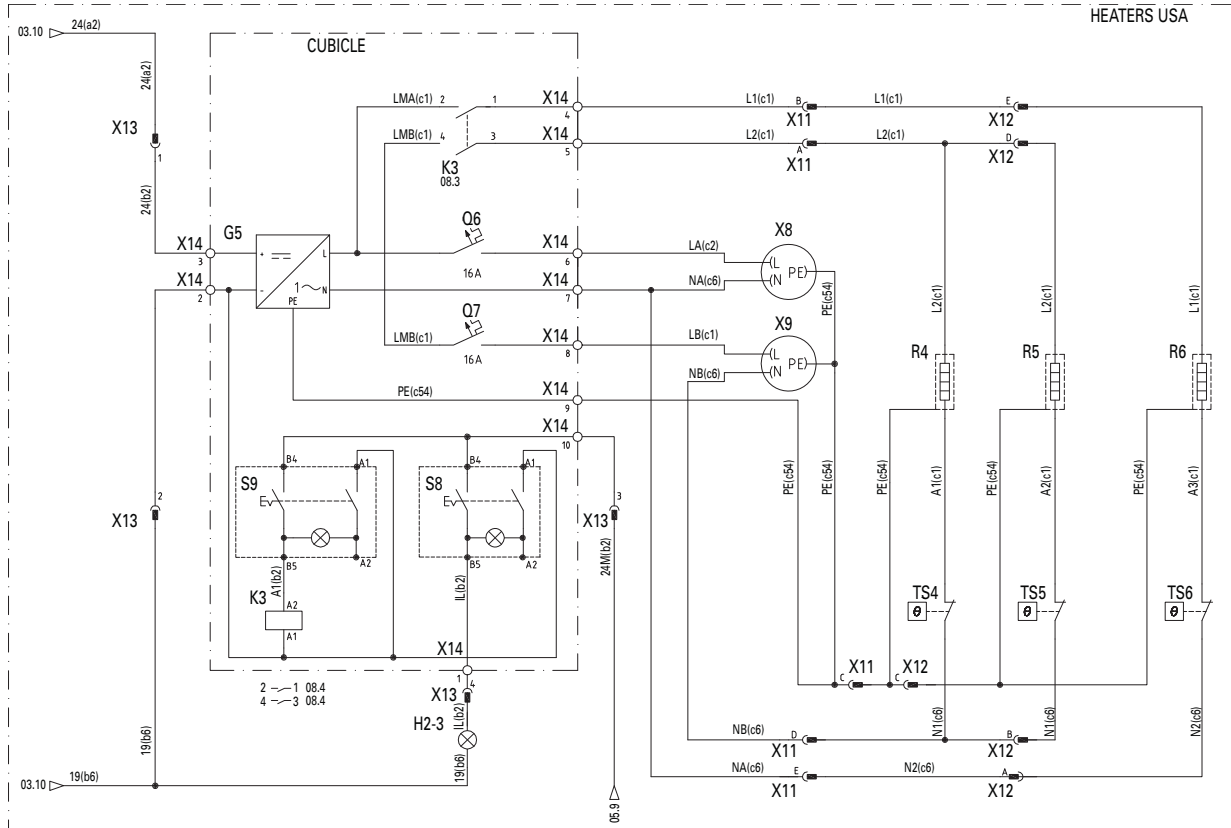 HEATERS USA
03.10
24(a2)
CUBICLE
24(a2)
LMA(c1)
2
1
X14
4
L1(c1)
B
X11
L1(c1)
E
X12
X13
1
LMB(c1)
4
3
X14
5
L2(c1)
A
X11
L2(c1)
D
X12
K3
08.3
24(b2)
G5
X14
3
+
L
Q6
16A
X14
6
LA(c2)
X8
(L
(N
PE)
X14
2
-
1
N
PE
X14
7
NA(c6)
PE(c54)
L2(c1)
L2(c1)
L1(c1)
Q7
LMB(c1)
16A
X14
8
LB(c1)
X9
(L
(N
PE)
NB(c6)
R4
R5
R6
PE(c54)
X14
9
X14
10
B4
A1
B4
A1
S9
S8
PE(c54)
PE(c54)
PE(c54)
A1(c1)
PE(c54)
A2(c1)
PE(c54)
A3(c1)
2
X13
3
X13
24M(b2)
B5
A2
B5
A2
A1(b2)
IL(b2)
K3
A2
A1
TS4
θ
TS5
θ
TS6
θ
X14
1
2 1 08.4
4 3 08.4
4
X13
IL(b2)
H2-3
19(b6)
C
X11
C
X12
N1(c6)
N1(c6)
N2(c6)
19(b6)
NB(c6)
D
X11
B
X12
03.10
19(b6)
NA(c6)
E
X11
N2(c6)
A
X12
05.9